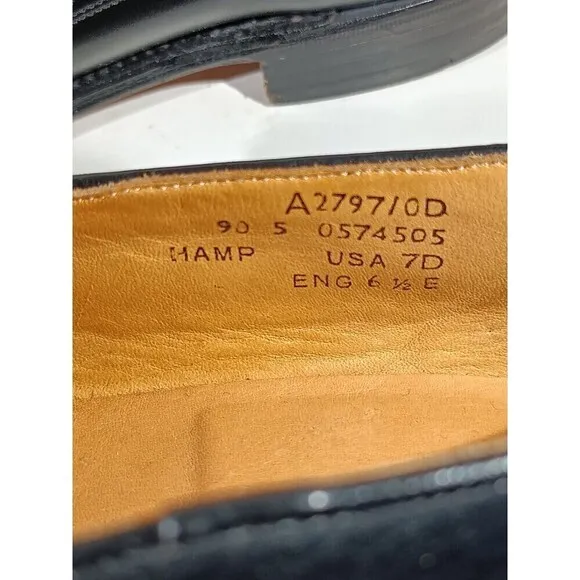 A2797/0D
90 5 0574505
HAMP USA 7D
ENG 6 ½ E